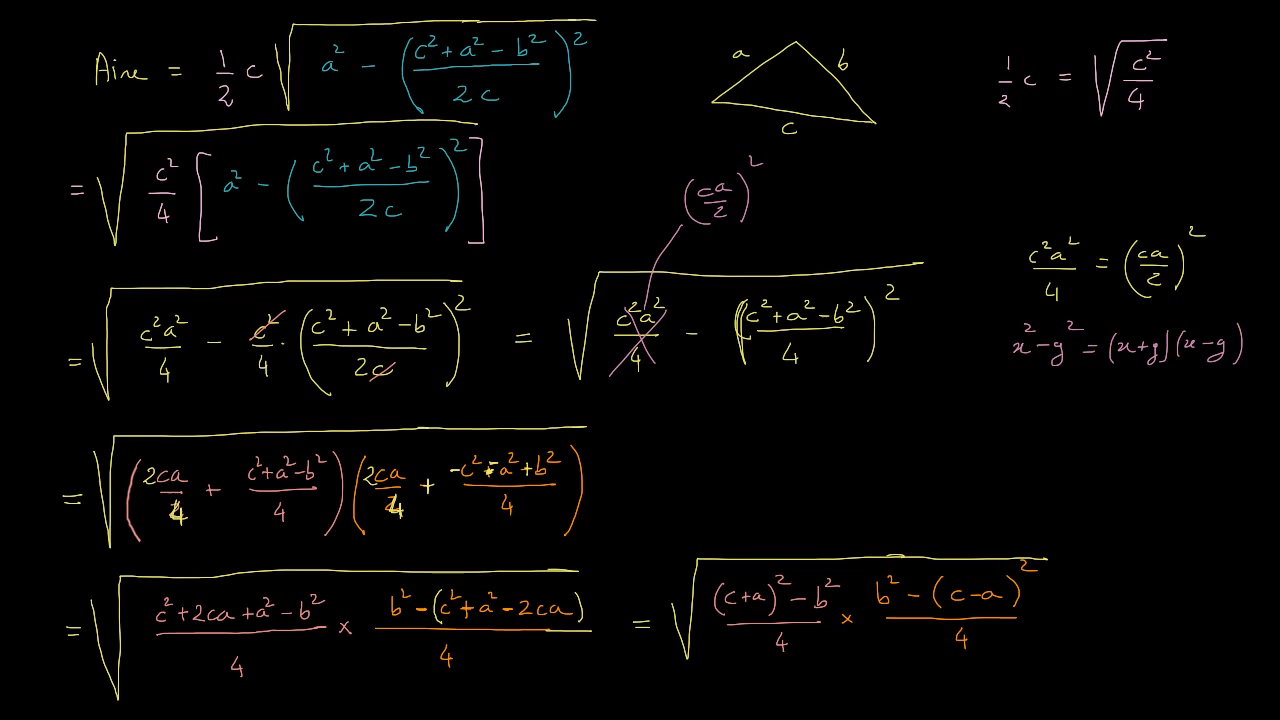 Aire = 1/2 c √(a² − ((c² + a² − b²)/2c)²)
a b c
1/2 c = √(c²/4)
= √(c²/4 [a² − ((c² + a² − b²)/2c)²])
(ca/2)²
c²a²/4 = (ca/2)²
x² − y² = (x+y)(x−y)
= √(c²a²/4 − c²/4 · ((c² + a² − b²)/2c)²) = √(c²a²/4 − ((c² + a² − b²)/4)²)
= √((2ca/4 + (c² + a² − b²)/4)(2ca/4 + (−c² − a² + b²)/4))
= √((c² + 2ca + a² − b²)/4 × (b² − (c² + a² − 2ca))/4) = √(((c+a)² − b²)/4 × (b² − (c−a)²)/4)